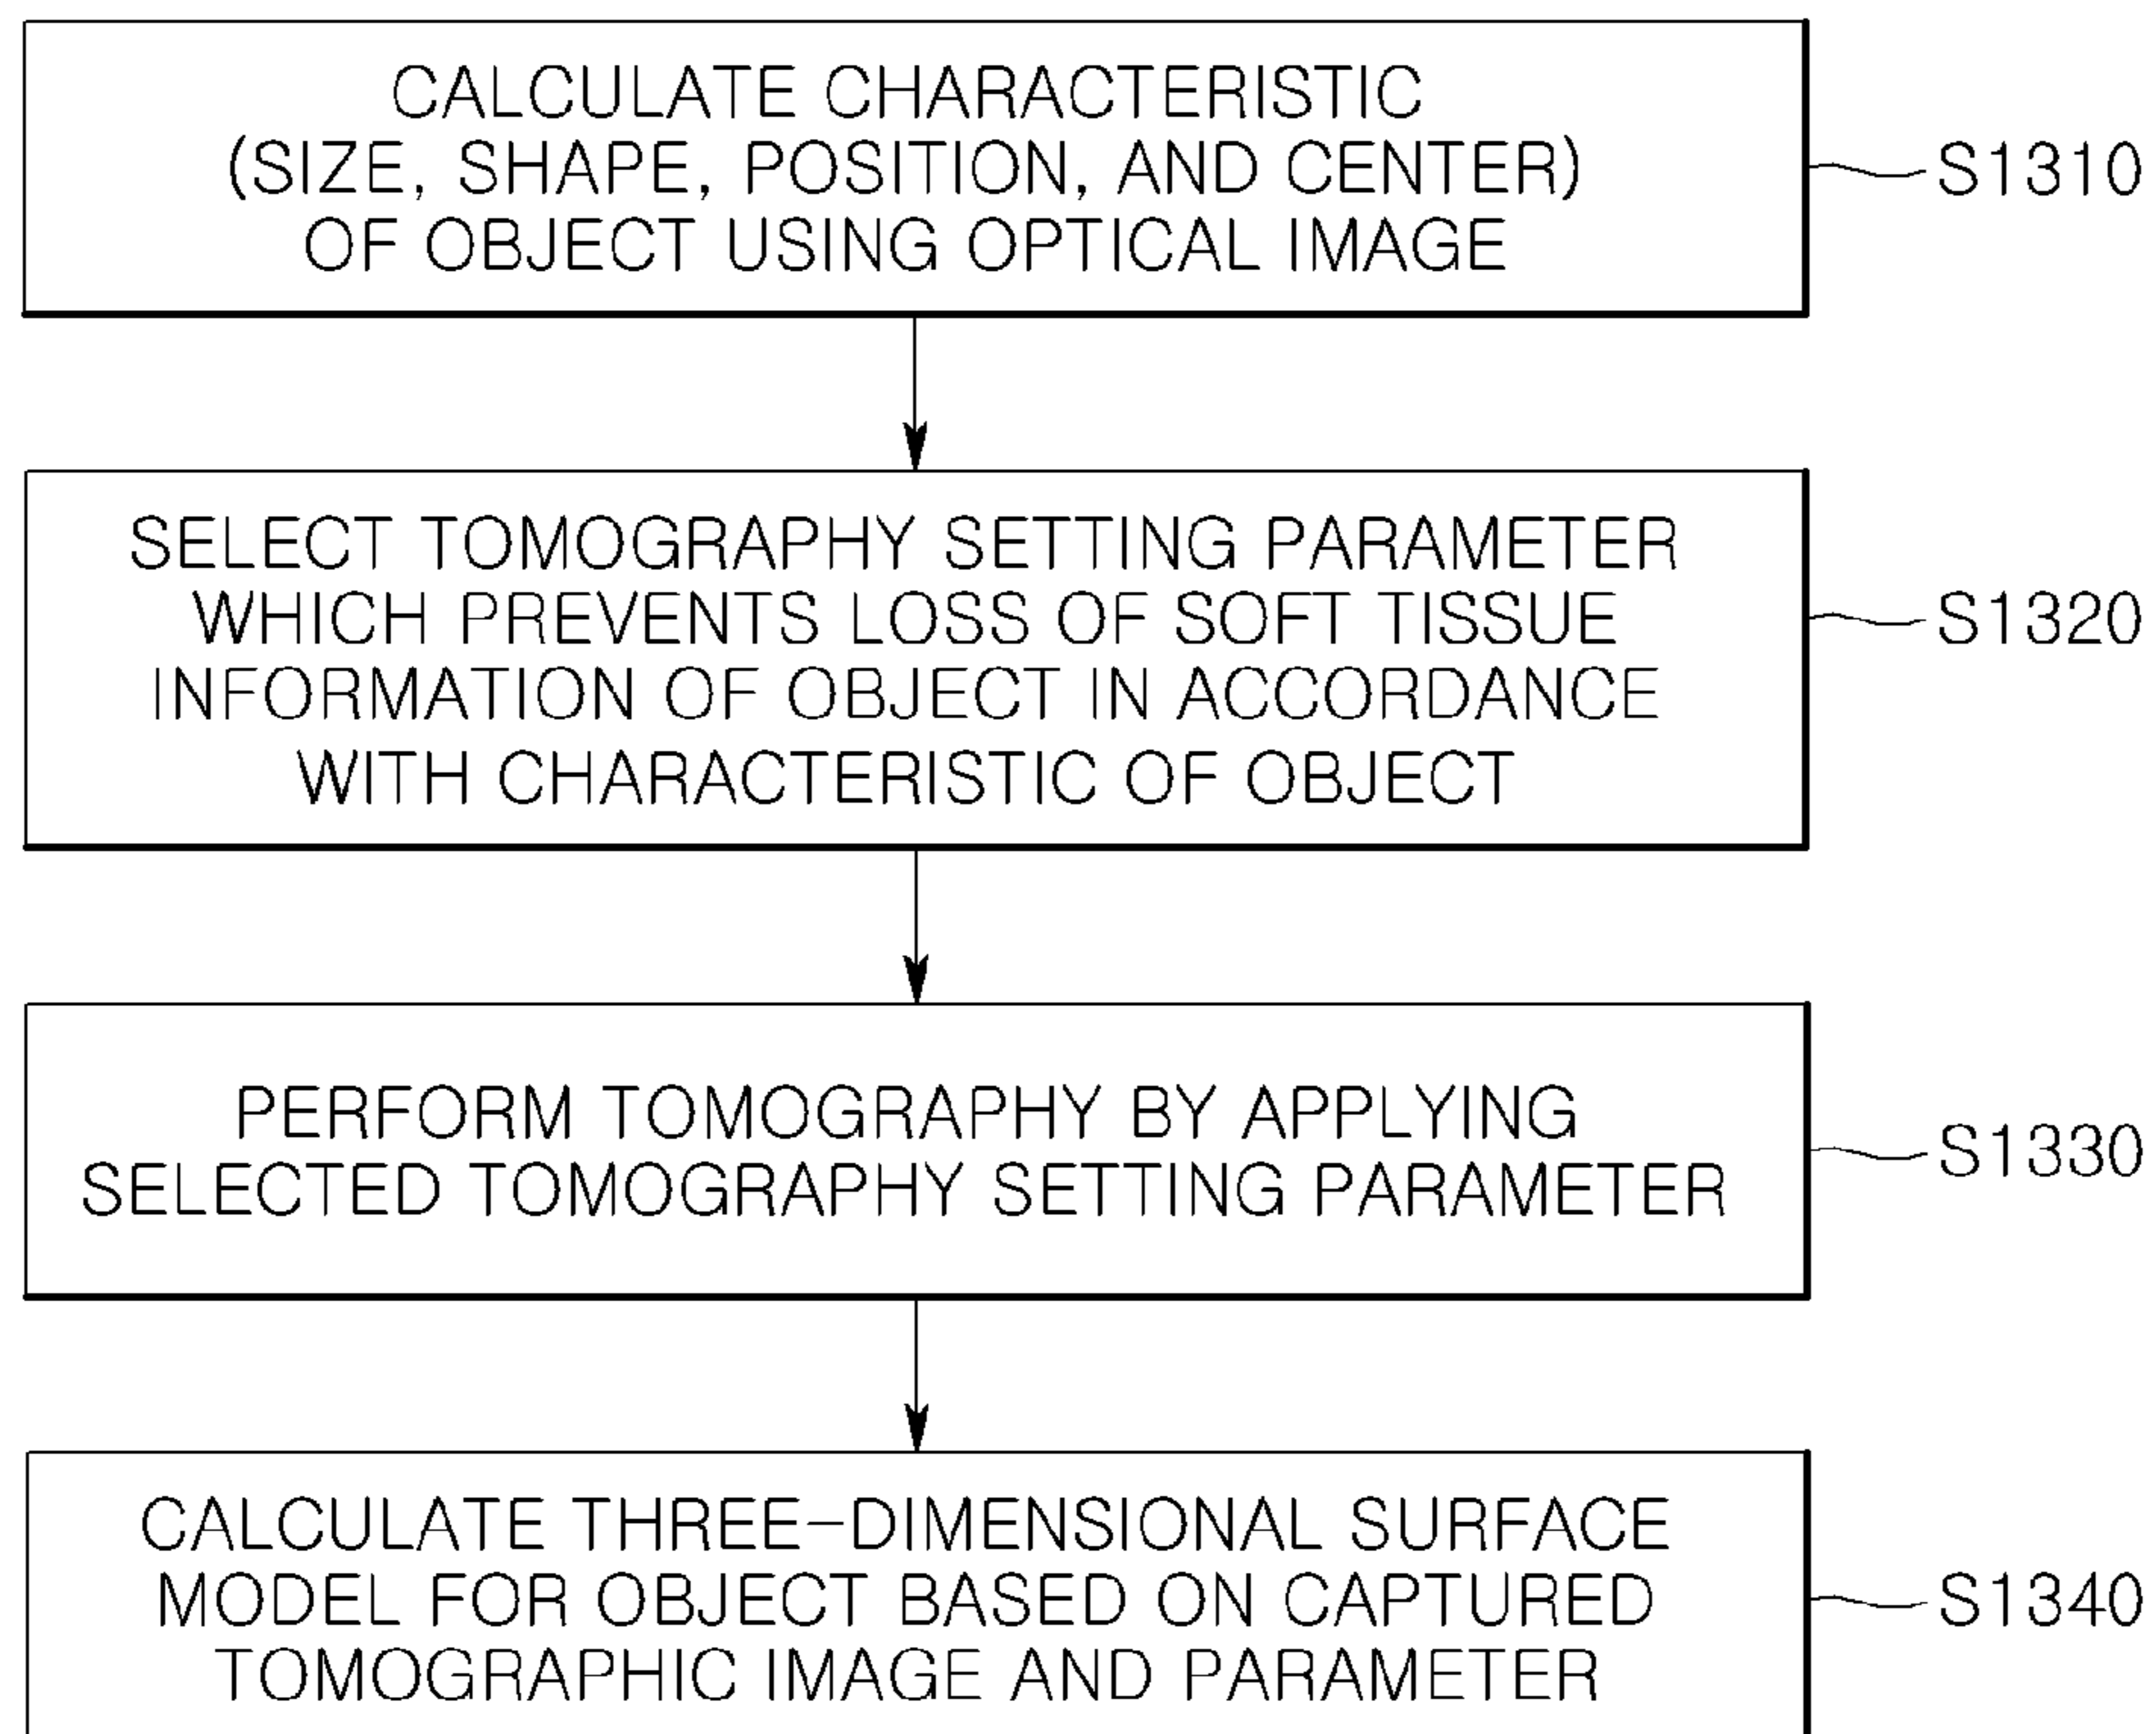 CALCULATE CHARACTERISTIC
(SIZE, SHAPE, POSITION, AND CENTER)
OF OBJECT USING OPTICAL IMAGE
S1310
SELECT TOMOGRAPHY SETTING PARAMETER
WHICH PREVENTS LOSS OF SOFT TISSUE
INFORMATION OF OBJECT IN ACCORDANCE
WITH CHARACTERISTIC OF OBJECT
S1320
PERFORM TOMOGRAPHY BY APPLYING
SELECTED TOMOGRAPHY SETTING PARAMETER
S1330
CALCULATE THREE-DIMENSIONAL SURFACE
MODEL FOR OBJECT BASED ON CAPTURED
TOMOGRAPHIC IMAGE AND PARAMETER
S1340